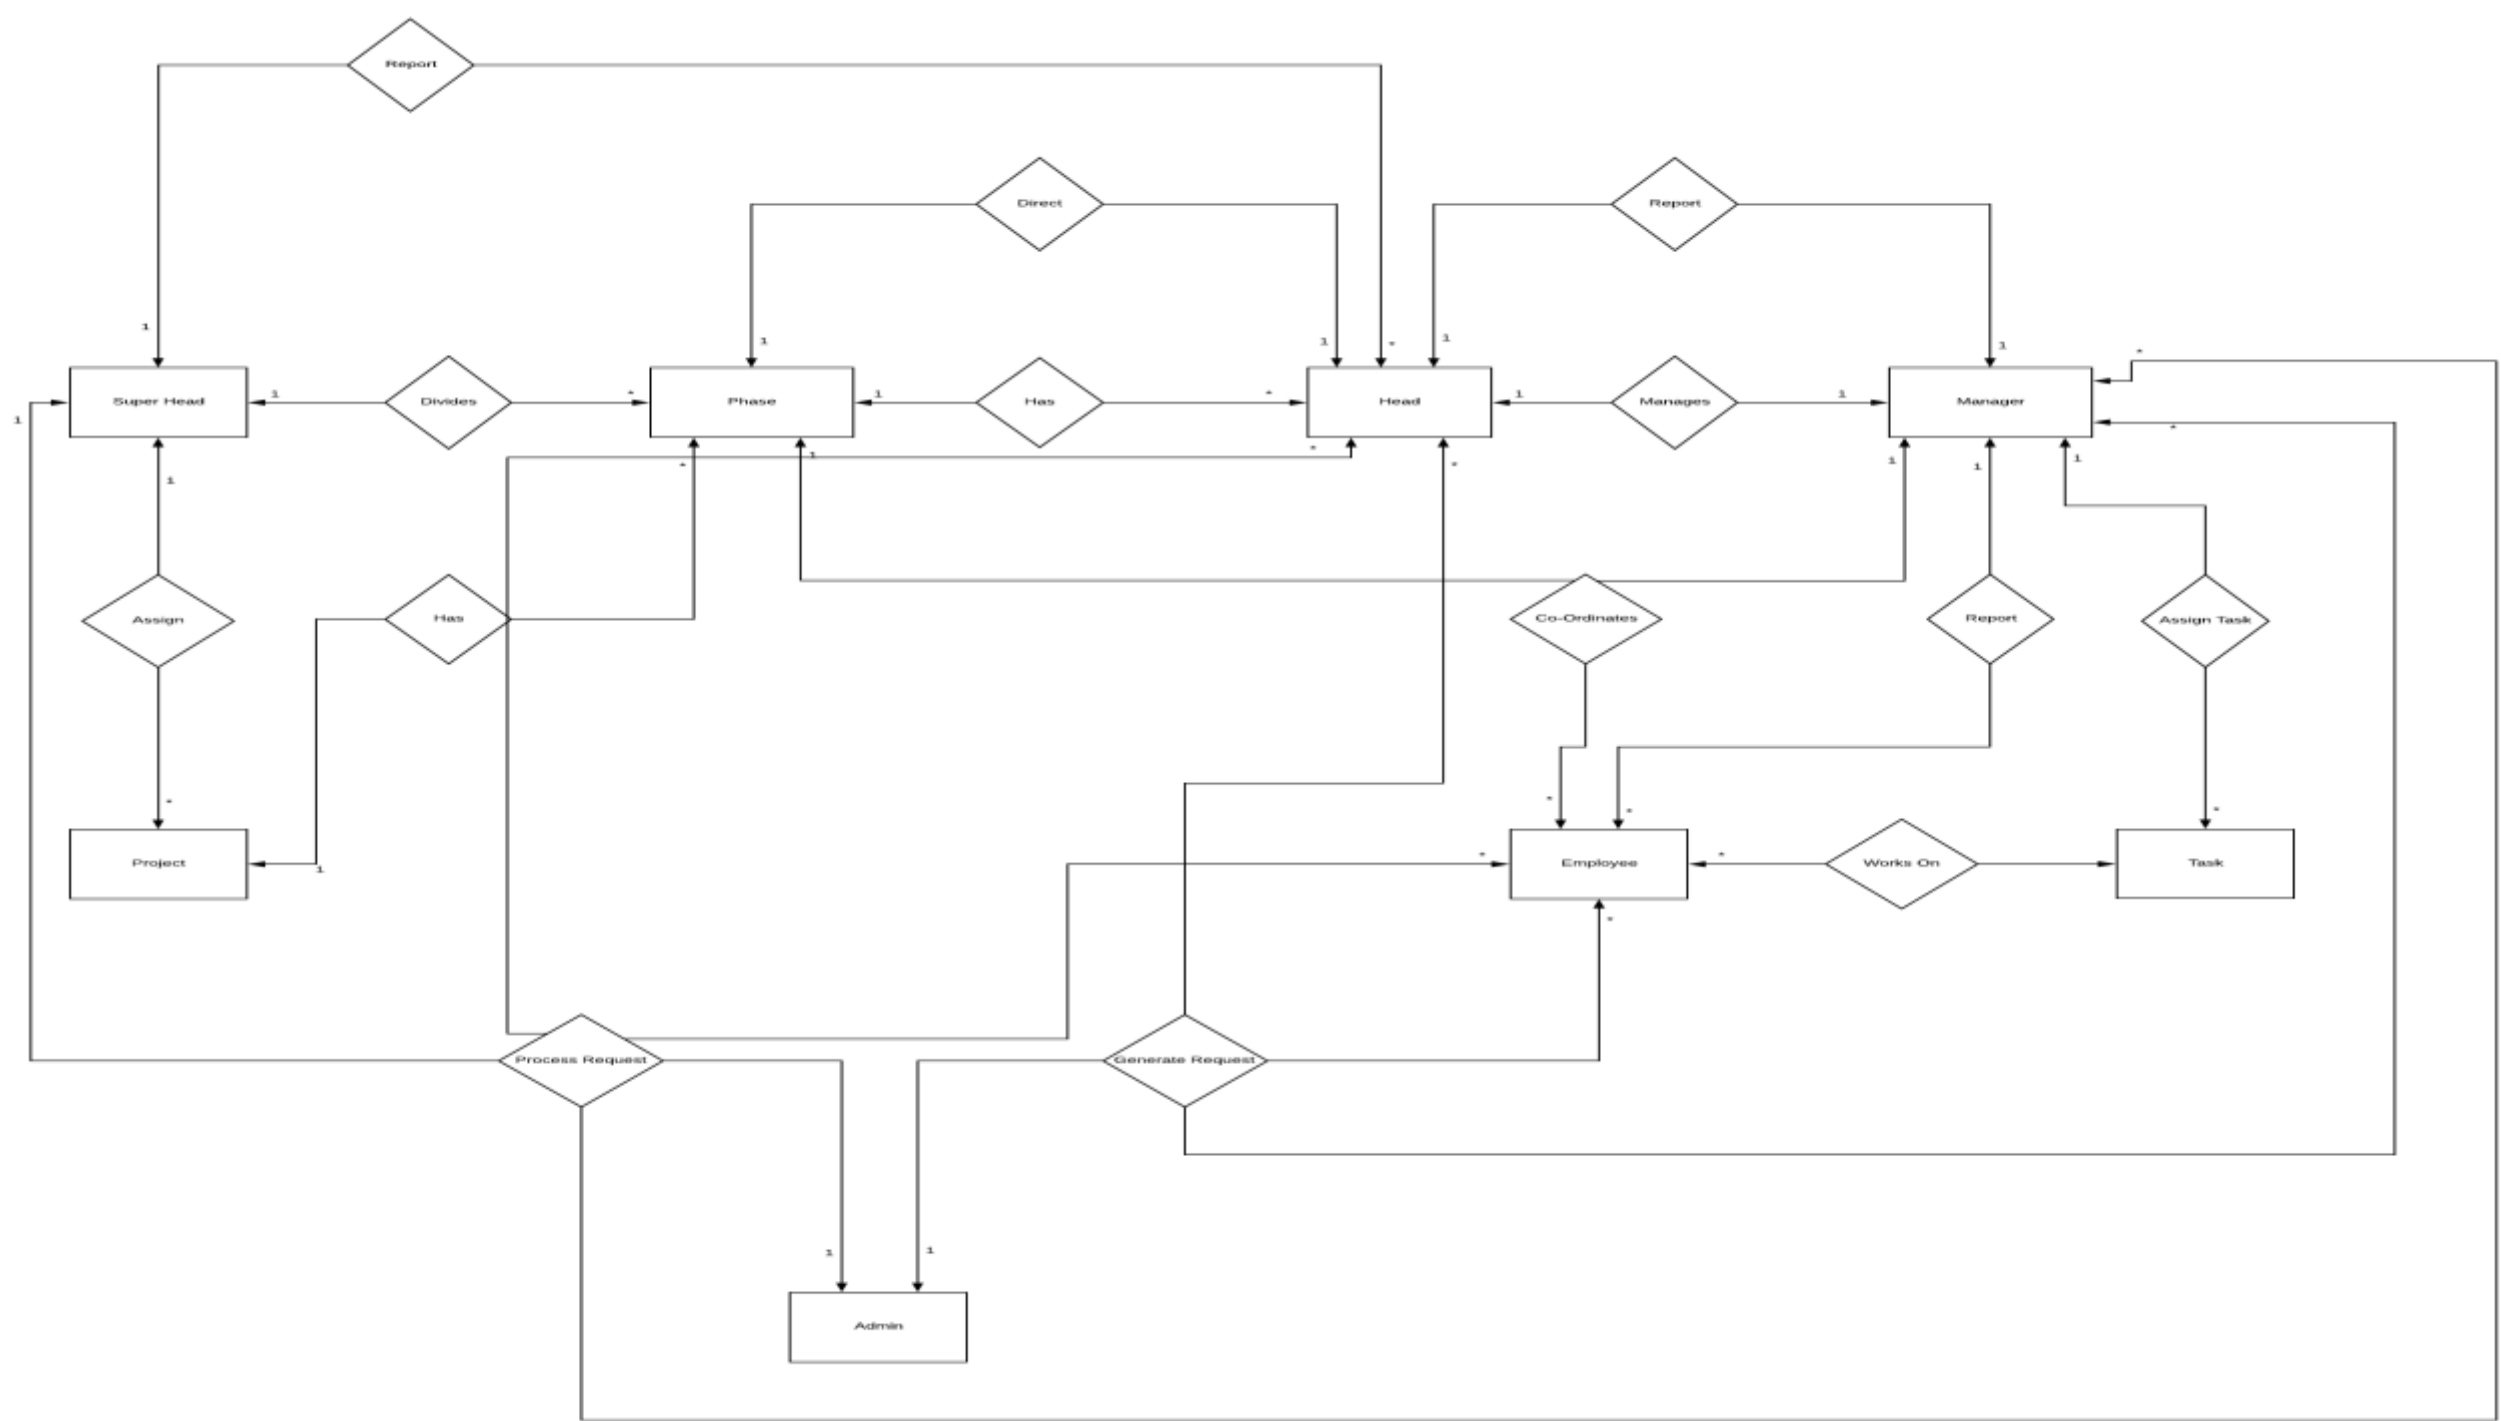 Report
Direct
Report
1
1
1
*
1
1
Super Head
1
Divides
*
Phase
1
Has
*
Head
1
Manages
1
Manager
*
1
*
1
*
1
*
*
1
1
1
Assign
Has
Co-Ordinates
Report
Assign Task
*
*
*
*
Project
1
*
Employee
*
Works On
Task
*
Process Request
Generate Request
1
1
Admin